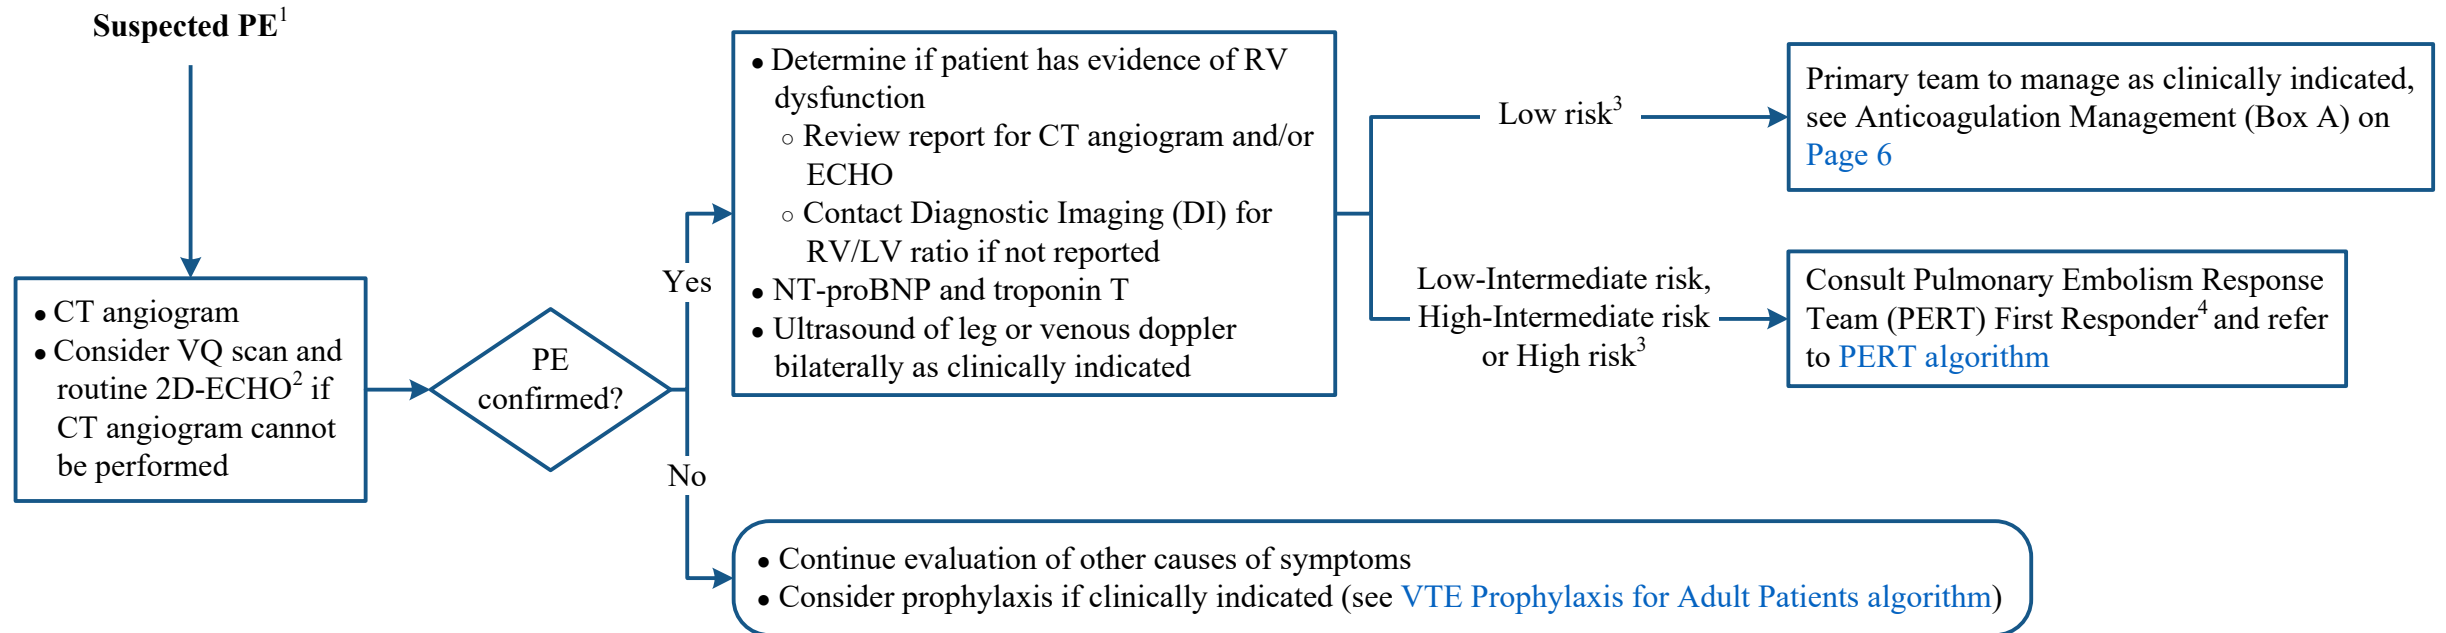 Suspected PE¹
• CT angiogram
• Consider VQ scan and
routine 2D-ECHO² if
CT angiogram cannot
be performed
PE
confirmed?
Yes
No
• Determine if patient has evidence of RV
dysfunction
○ Review report for CT angiogram and/or
ECHO
○ Contact Diagnostic Imaging (DI) for
RV/LV ratio if not reported
• NT-proBNP and troponin T
• Ultrasound of leg or venous doppler
bilaterally as clinically indicated
Low risk³
Primary team to manage as clinically indicated,
see Anticoagulation Management (Box A) on
Page 6
Low-Intermediate risk,
High-Intermediate risk
or High risk³
Consult Pulmonary Embolism Response
Team (PERT) First Responder⁴ and refer
to PERT algorithm
• Continue evaluation of other causes of symptoms
• Consider prophylaxis if clinically indicated (see VTE Prophylaxis for Adult Patients algorithm)